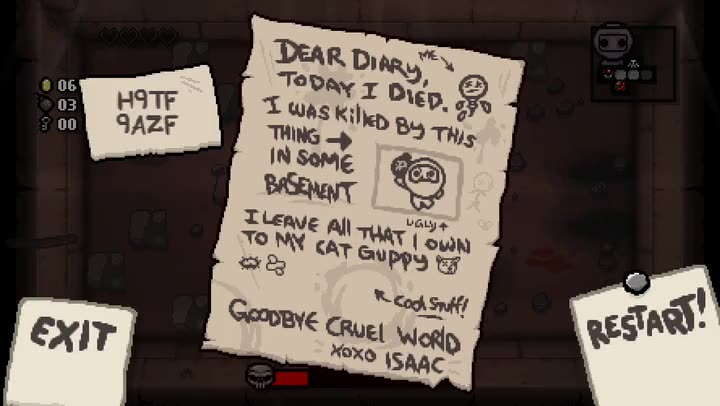 06
03
00
H9TF
9AZF
DEAR DIARY,
ME
TODAY I DIED.
I WAS KILLED BY THIS
THING
IN SOME
BASEMENT
UGLY
I LEAVE ALL THAT I OWN
TO MY CAT GUPPY
COOL STUFF!
GOODBYE CRUEL WORLD
XOXO ISAAC
EXIT
RESTART!